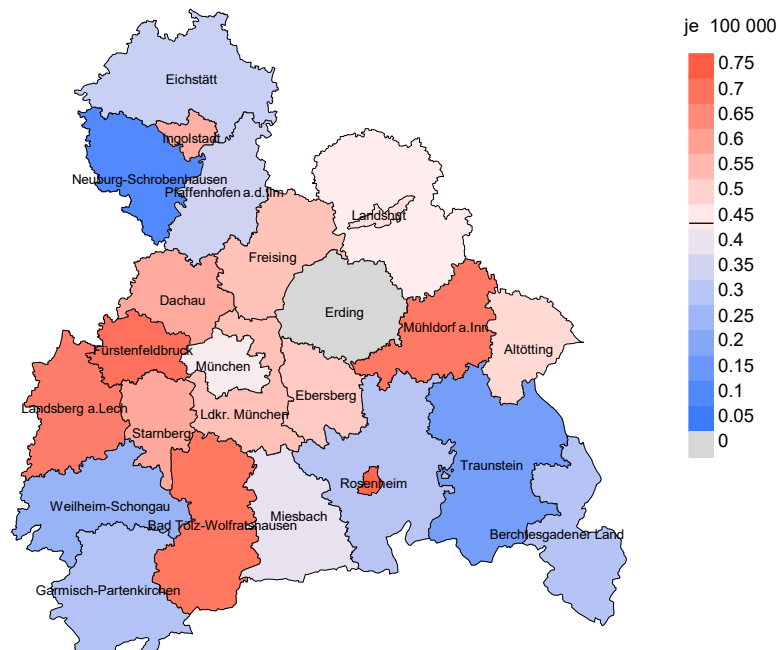 je 100 000
0.75
0.7
0.65
0.6
0.55
0.5
0.45
0.4
0.35
0.3
0.25
0.2
0.15
0.1
0.05
0
Eichstätt
Ingolstadt
Neuburg-Schrobenhausen
Pfaffenhofen a.d.Ilm
Landshut
Freising
Dachau
Erding
Mühldorf a.Inn
Altötting
Fürstenfeldbruck
München
Ebersberg
Landsberg a.Lech
Ldkr. München
Starnberg
Traunstein
Rosenheim
Weilheim-Schongau
Miesbach
Bad Tölz-Wolfratshausen
Berchtesgadener Land
Garmisch-Partenkirchen